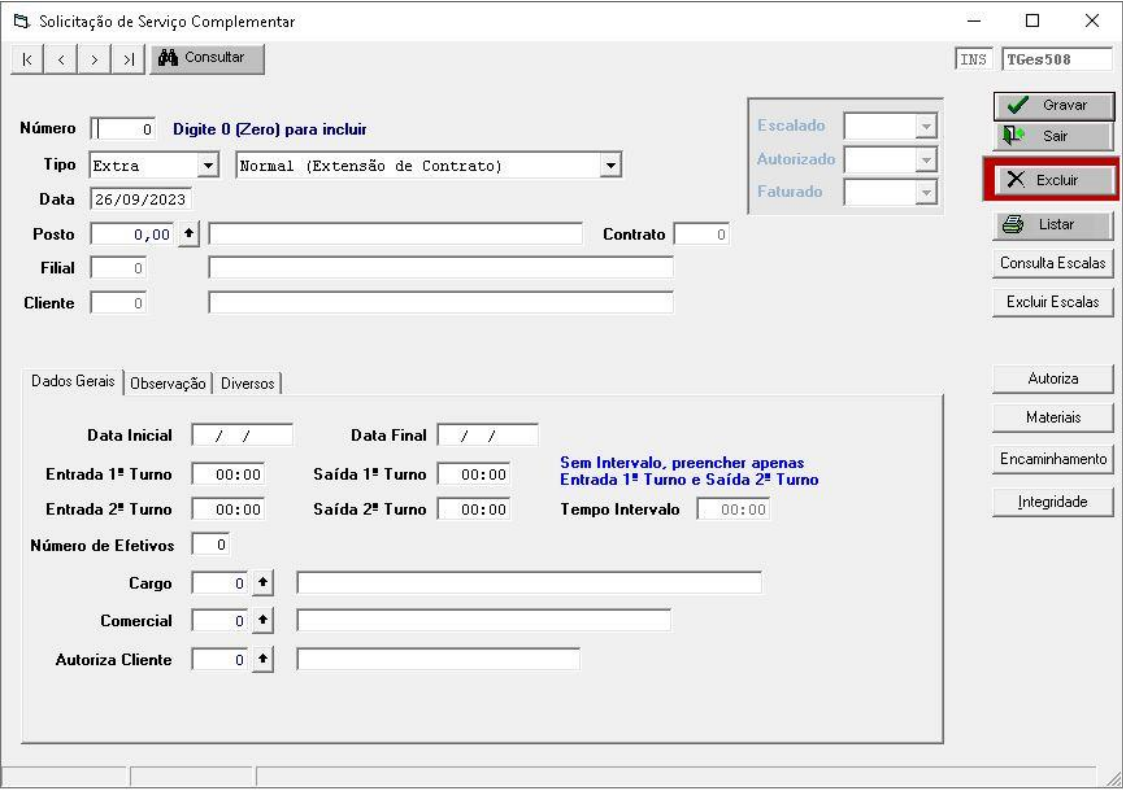 Solicitação de Serviço Complementar
Consultar
INS TGes508
Número 0 Digite 0 (Zero) para incluir
Tipo Extra Normal (Extensão de Contrato)
Data 26/09/2023
Posto 0,00 Contrato 0
Filial 0
Cliente 0
Escalado
Autorizado
Faturado
Gravar
Sair
Excluir
Listar
Consulta Escalas
Excluir Escalas
Autoriza
Materiais
Encaminhamento
Integridade
Dados Gerais Observação Diversos
Data Inicial / / Data Final / /
Entrada 1º Turno 00:00 Saída 1º Turno 00:00
Sem Intervalo, preencher apenas
Entrada 1º Turno e Saída 2º Turno
Entrada 2º Turno 00:00 Saída 2º Turno 00:00 Tempo Intervalo 00:00
Número de Efetivos 0
Cargo 0
Comercial 0
Autoriza Cliente 0